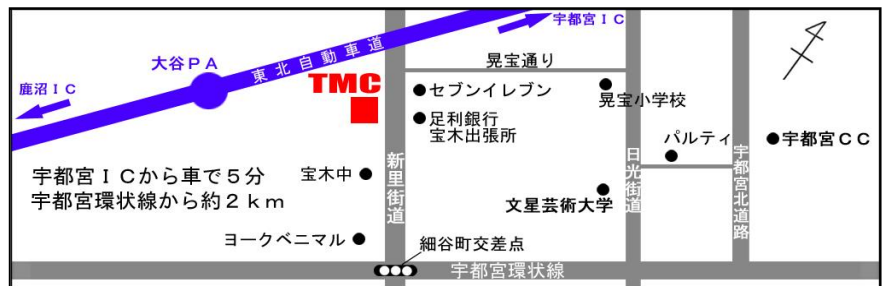 宇都宮ＩＣ
大谷ＰＡ
東北自動車道
鹿沼ＩＣ
TMC
晃宝通り
セブンイレブン
晃宝小学校
足利銀行
宝木出張所
パルティ
宇都宮ＣＣ
宇都宮ＩＣから車で５分
宇都宮環状線から約２ｋｍ
宝木中
新里街道
日光街道
宇都宮北道路
文星芸術大学
ヨークベニマル
細谷町交差点
宇都宮環状線